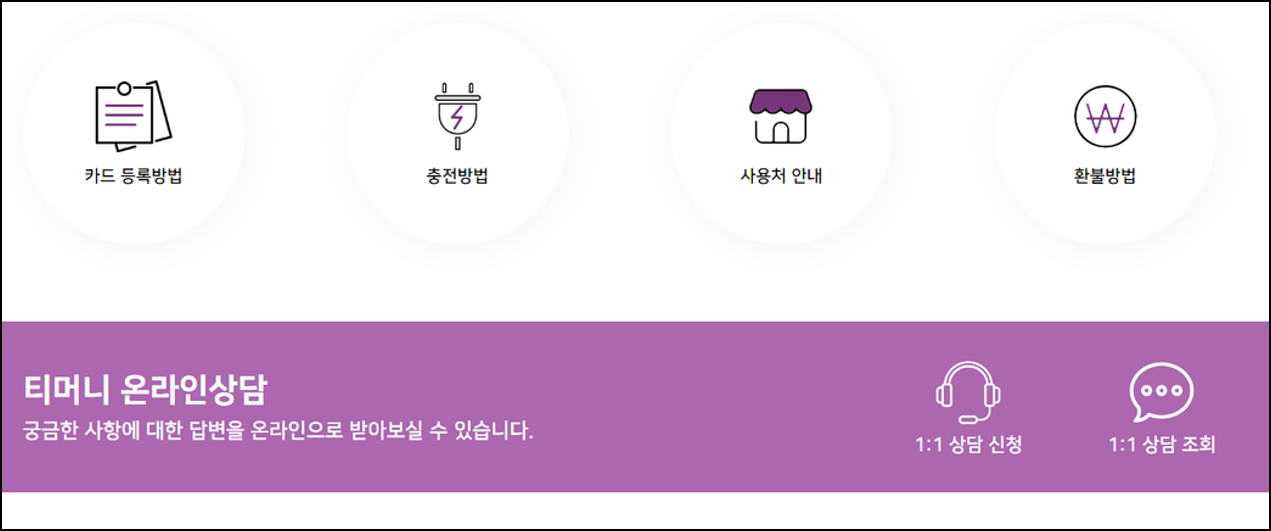 카드 등록방법
충전방법
사용처 안내
환불방법
티머니 온라인상담
궁금한 사항에 대한 답변을 온라인으로 받아보실 수 있습니다.
1:1 상담 신청
1:1 상담 조회